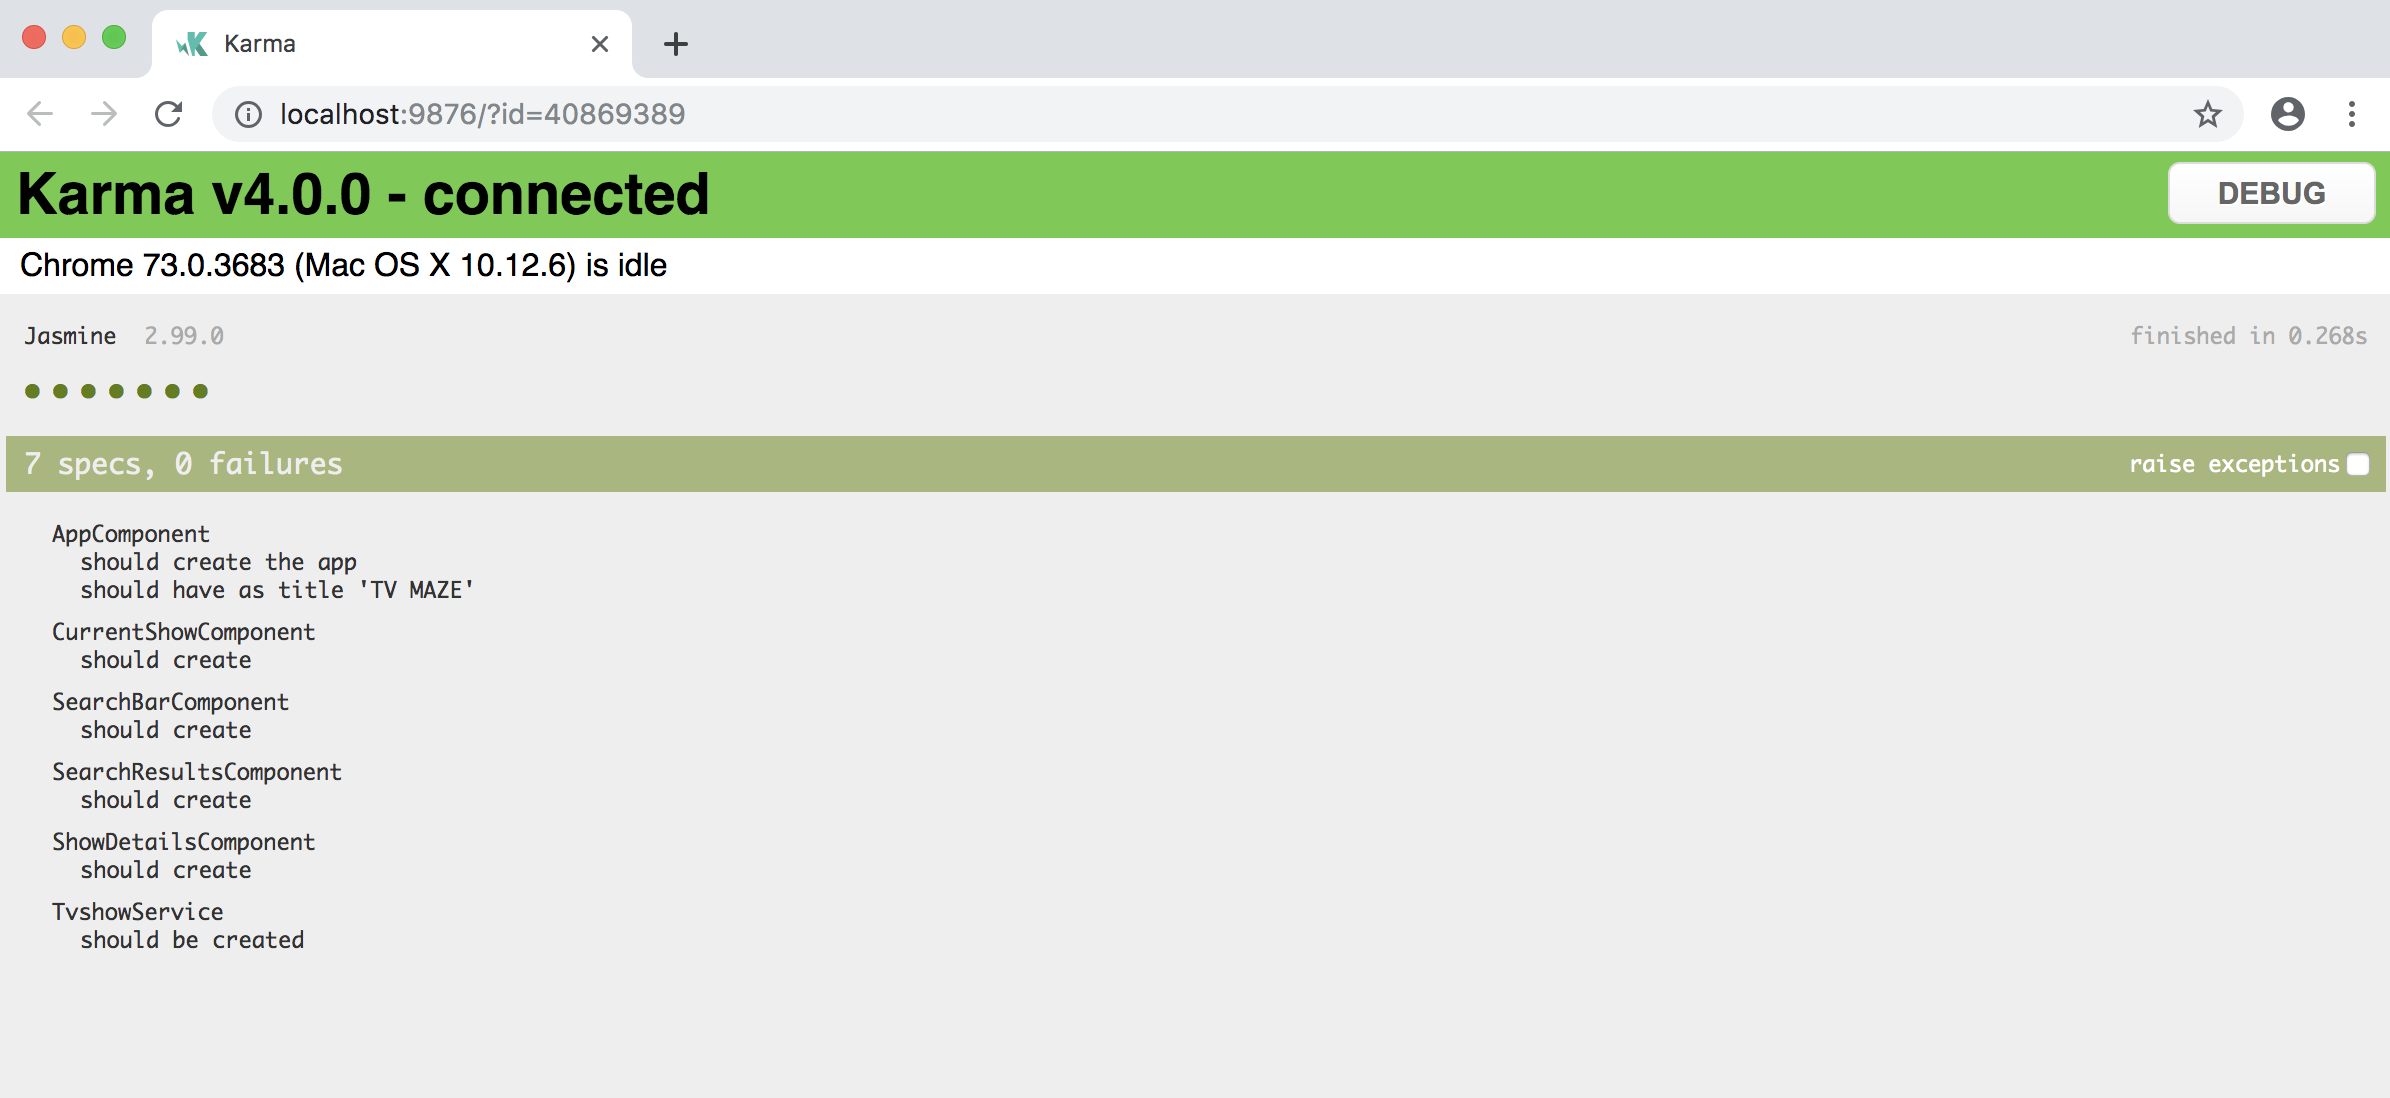 Karma
localhost:9876/?id=40869389
Karma v4.0.0 - connected
DEBUG
Chrome 73.0.3683 (Mac OS X 10.12.6) is idle
Jasmine 2.99.0
finished in 0.268s
7 specs, 0 failures
raise exceptions
AppComponent
should create the app
should have as title 'TV MAZE'
CurrentShowComponent
should create
SearchBarComponent
should create
SearchResultsComponent
should create
ShowDetailsComponent
should create
TvshowService
should be created